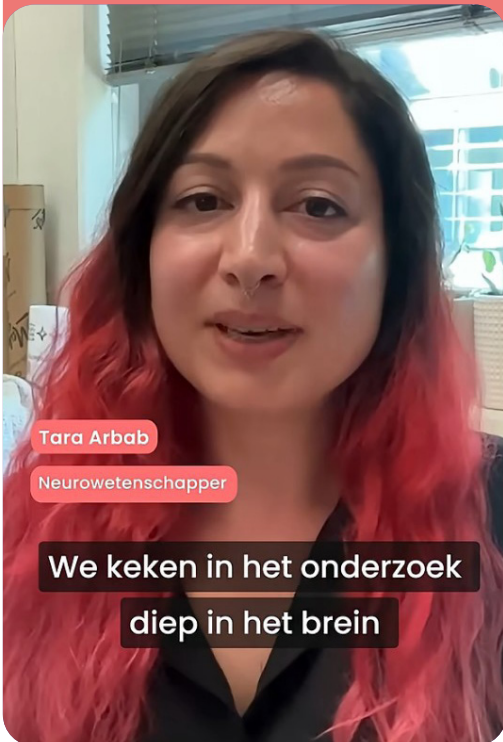 Tara Arbab
Neurowetenschapper
We keken in het onderzoek
diep in het brein